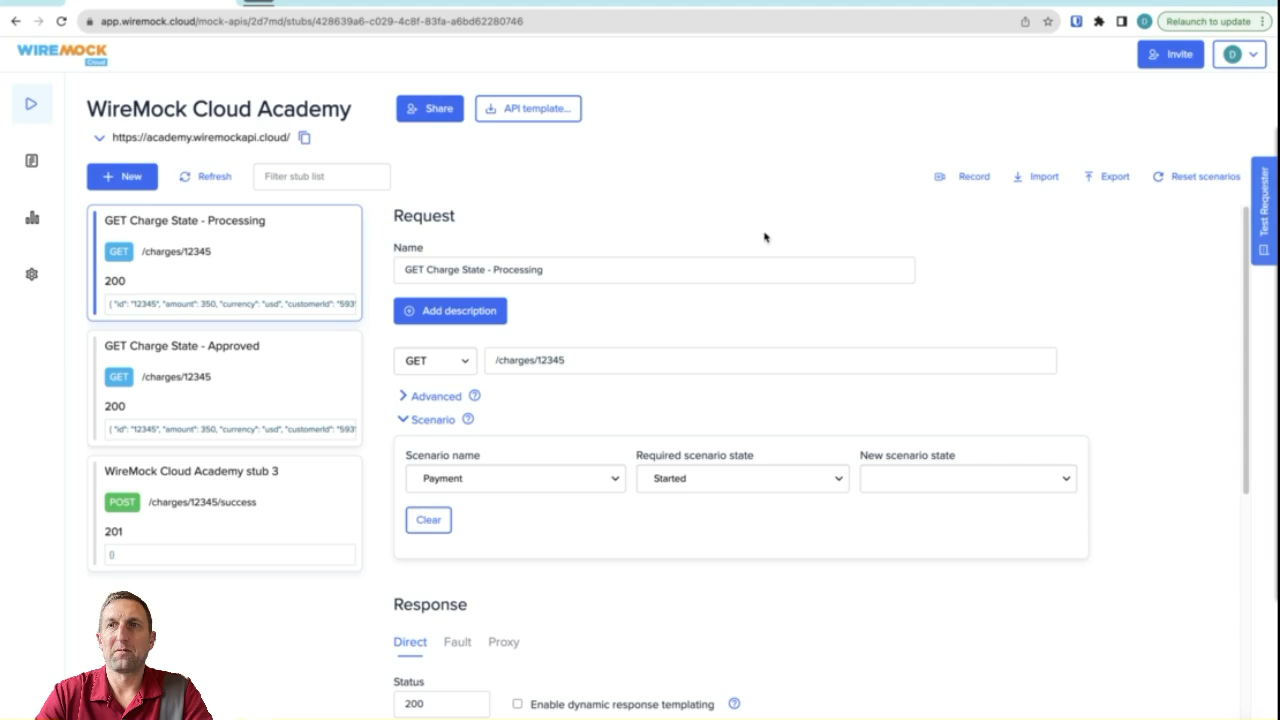 app.wiremock.cloud/mock-apis/2d7md/stubs/428639a6-c029-4c8f-83fa-a6bd62280746
D
Relaunch to update
WIREMOCK
Cloud
Invite
D
WireMock Cloud Academy
Share
API template...
https://academy.wiremockapi.cloud/
New
Refresh
Filter stub list
Record
Import
Export
Reset scenarios
Test Requester
GET Charge State - Processing
GET /charges/12345
200
{ "id": "12345", "amount": 350, "currency": "usd", "customerId": "593'
GET Charge State - Approved
GET /charges/12345
200
{ "id": "12345", "amount": 350, "currency": "usd", "customerId": "593'
WireMock Cloud Academy stub 3
POST /charges/12345/success
201
{}
Request
Name
GET Charge State - Processing
Add description
GET
/charges/12345
Advanced
Scenario
Scenario name
Required scenario state
New scenario state
Payment
Started
Clear
Response
Direct
Fault
Proxy
Status
200
Enable dynamic response templating